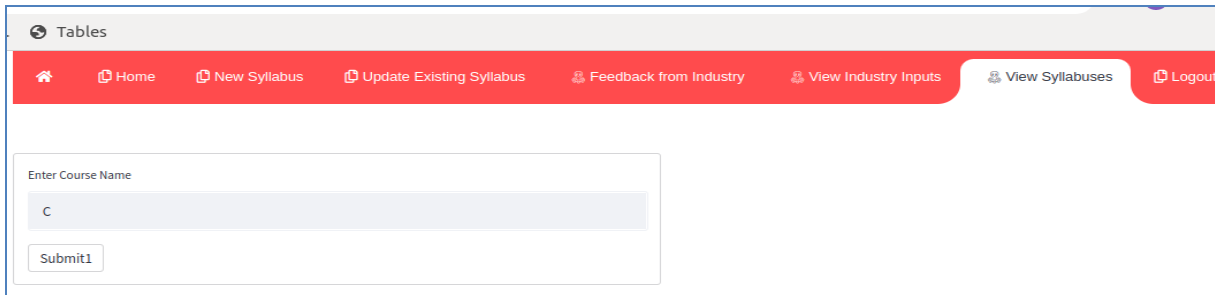 Tables
Home New Syllabus Update Existing Syllabus Feedback from Industry View Industry Inputs View Syllabuses Logout
Enter Course Name
C
Submit1